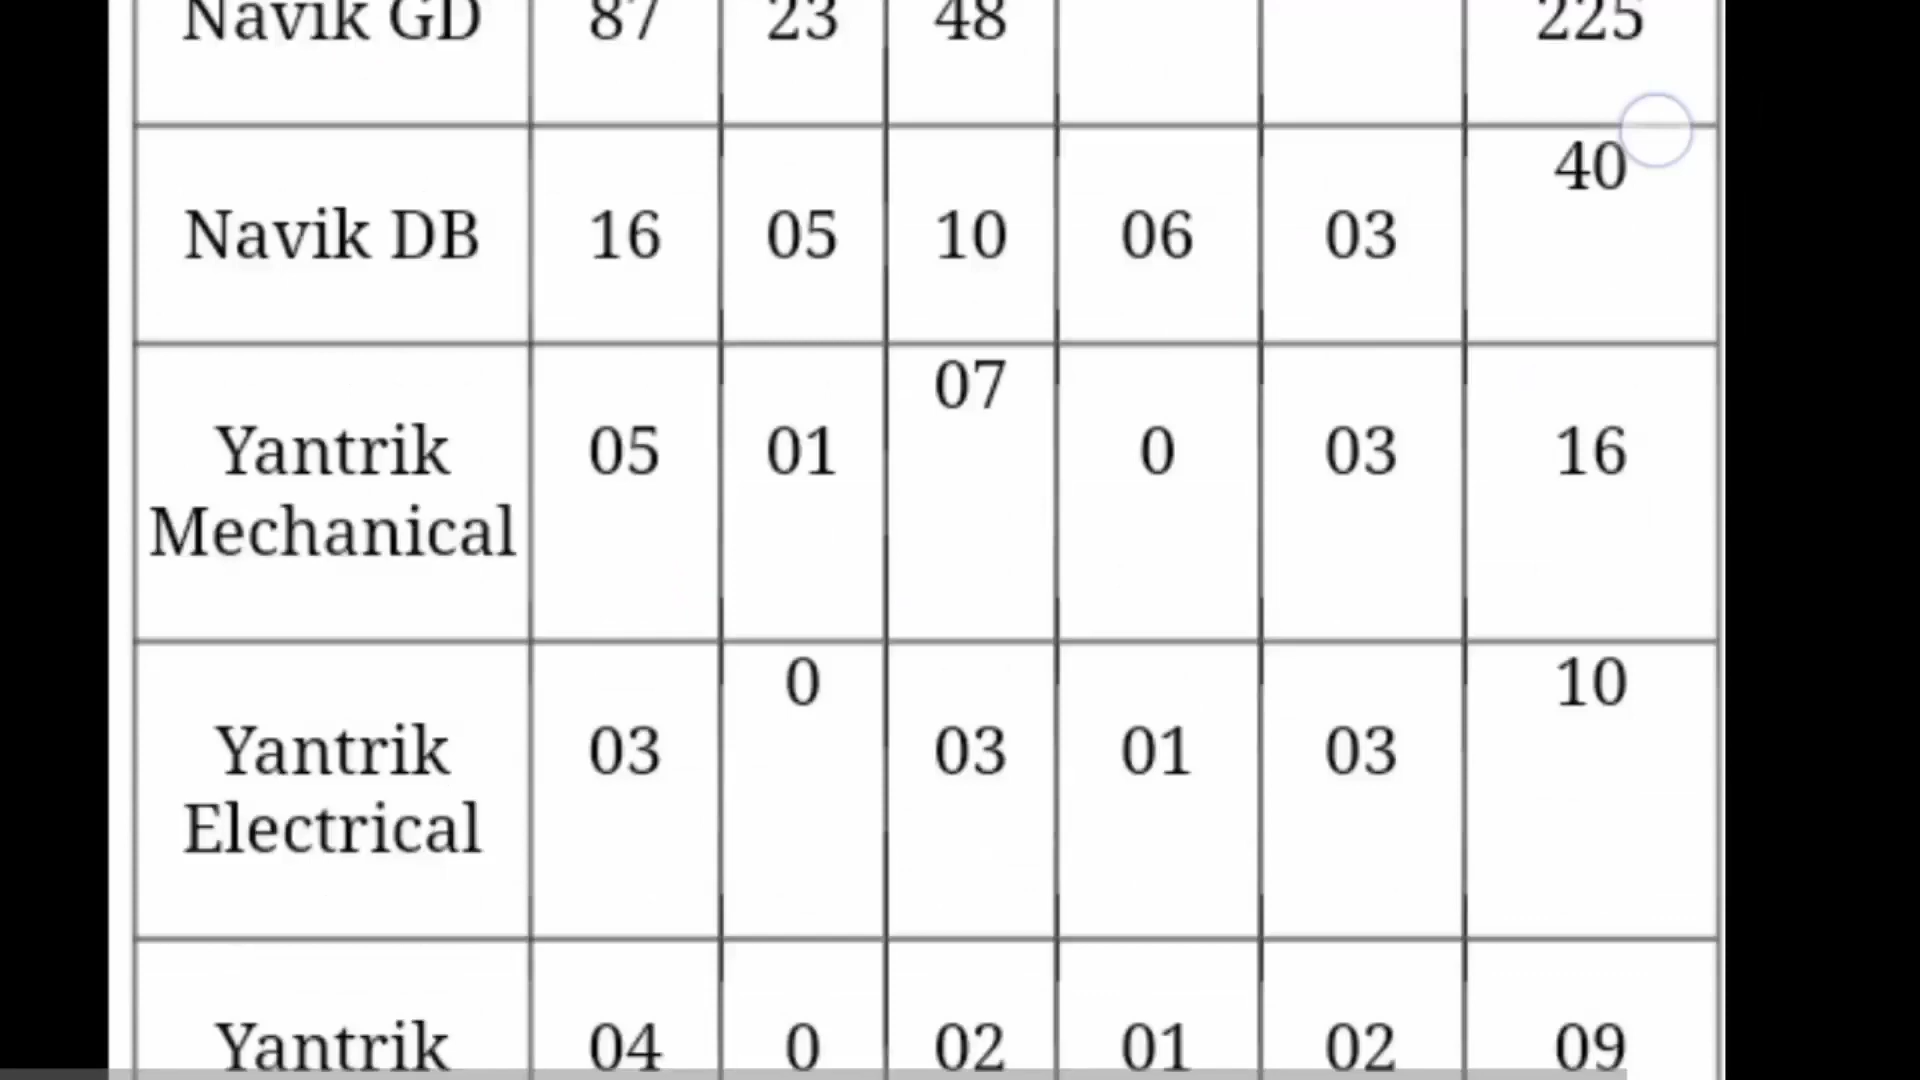 Navik GD 87 23 48 225
40
Navik DB 16 05 10 06 03
07
Yantrik 05 01 0 03 16
Mechanical
0 10
Yantrik 03 03 01 03
Electrical
Yantrik 04 0 02 01 02 09